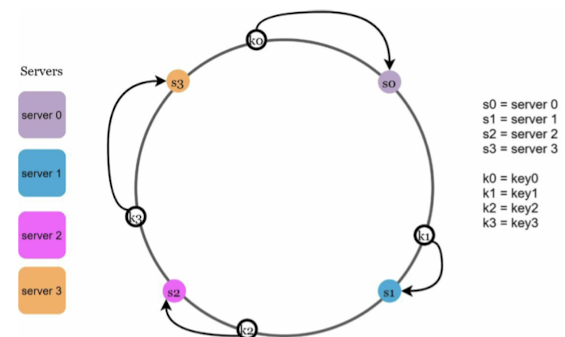 Servers
server 0
server 1
server 2
server 3
k0
s0
s3
k3
k1
s2
s1
k2
s0 = server 0
s1 = server 1
s2 = server 2
s3 = server 3
k0 = key0
k1 = key1
k2 = key2
k3 = key3